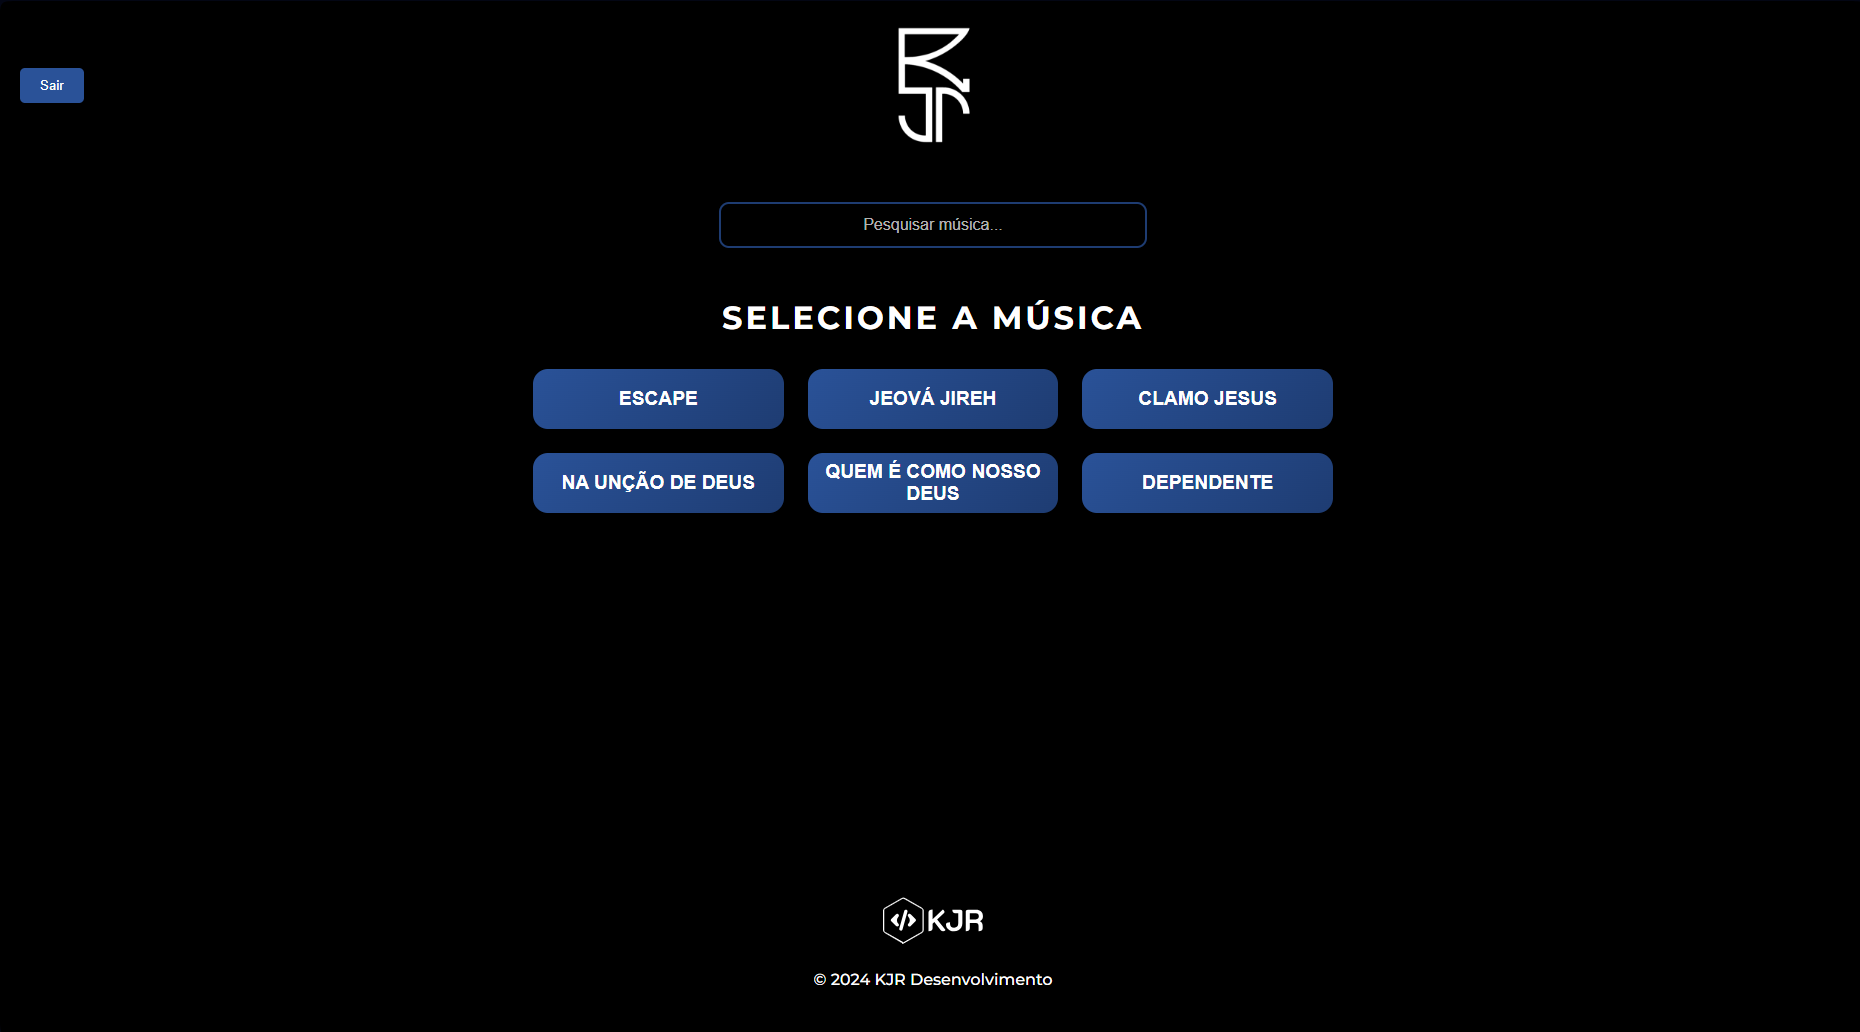 Sair
KJR
Pesquisar música...
SELECIONE A MÚSICA
ESCAPE
JEOVÁ JIREH
CLAMO JESUS
NA UNÇÃO DE DEUS
QUEM É COMO NOSSO
DEUS
DEPENDENTE
</> KJR
© 2024 KJR Desenvolvimento